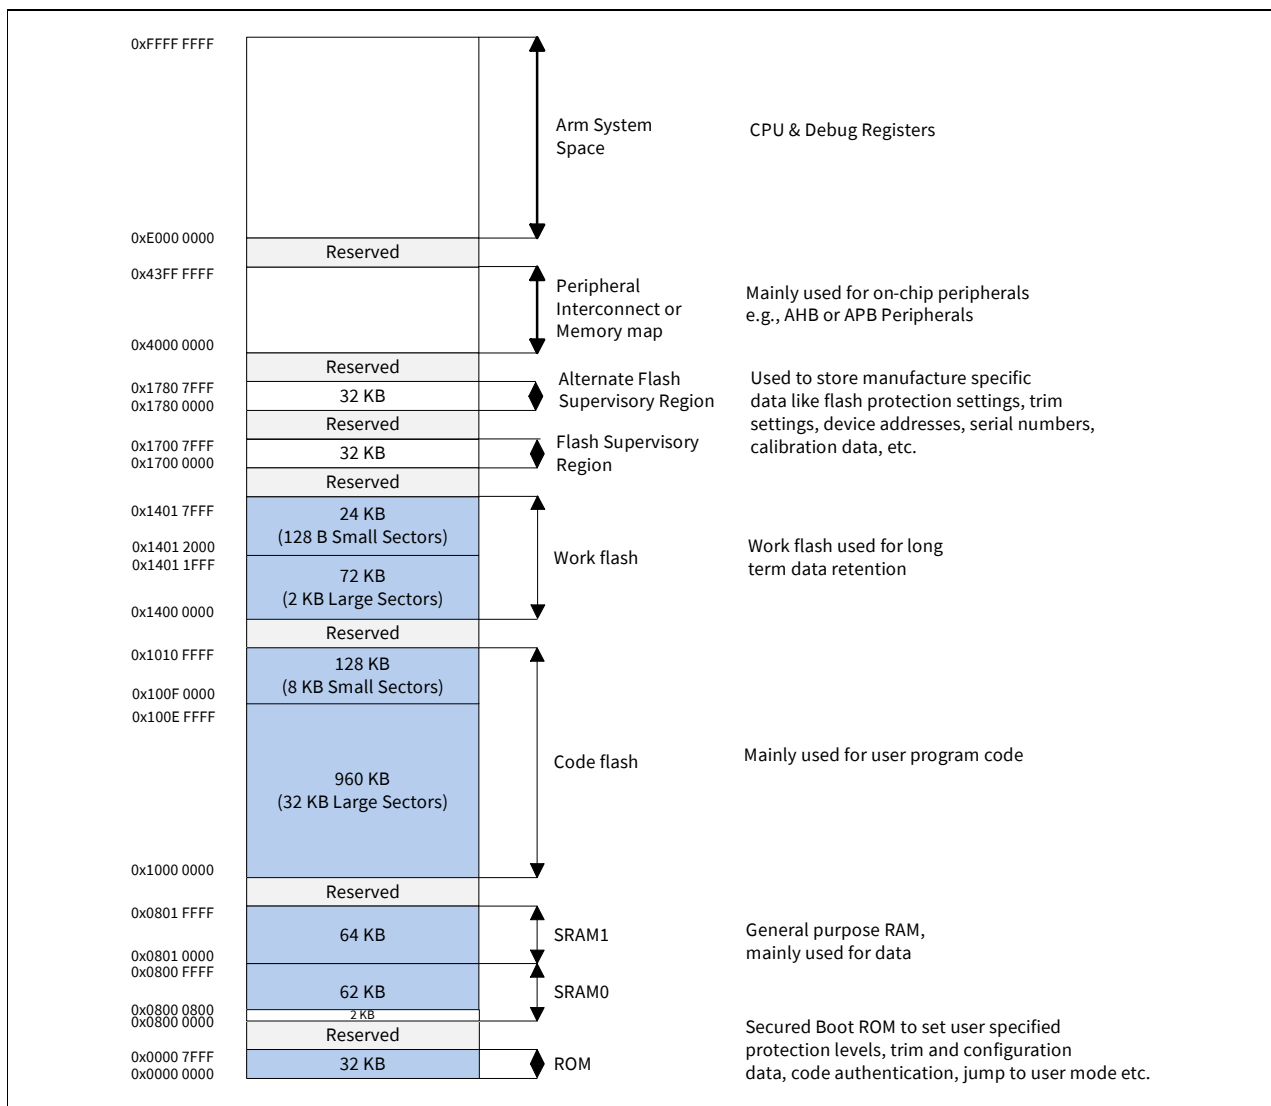 0xFFFF FFFF
Arm System
Space
CPU & Debug Registers
0xE000 0000
Reserved
0x43FF FFFF
Peripheral
Interconnect or
Memory map
Mainly used for on-chip peripherals
e.g., AHB or APB Peripherals
0x4000 0000
Reserved
0x1780 7FFF
32 KB
0x1780 0000
Alternate Flash
Supervisory Region
Used to store manufacture specific
data like flash protection settings, trim
settings, device addresses, serial numbers,
calibration data, etc.
Reserved
0x1700 7FFF
32 KB
0x1700 0000
Flash Supervisory
Region
Reserved
0x1401 7FFF
24 KB
(128 B Small Sectors)
0x1401 2000
0x1401 1FFF
72 KB
(2 KB Large Sectors)
0x1400 0000
Work flash
Work flash used for long
term data retention
Reserved
0x1010 FFFF
128 KB
(8 KB Small Sectors)
0x100F 0000
0x100E FFFF
960 KB
(32 KB Large Sectors)
0x1000 0000
Code flash
Mainly used for user program code
Reserved
0x0801 FFFF
64 KB
0x0801 0000
SRAM1
General purpose RAM,
mainly used for data
0x0800 FFFF
62 KB
SRAM0
0x0800 0800
2 KB
0x0800 0000
Reserved
0x0000 7FFF
32 KB
0x0000 0000
ROM
Secured Boot ROM to set user specified
protection levels, trim and configuration
data, code authentication, jump to user mode etc.